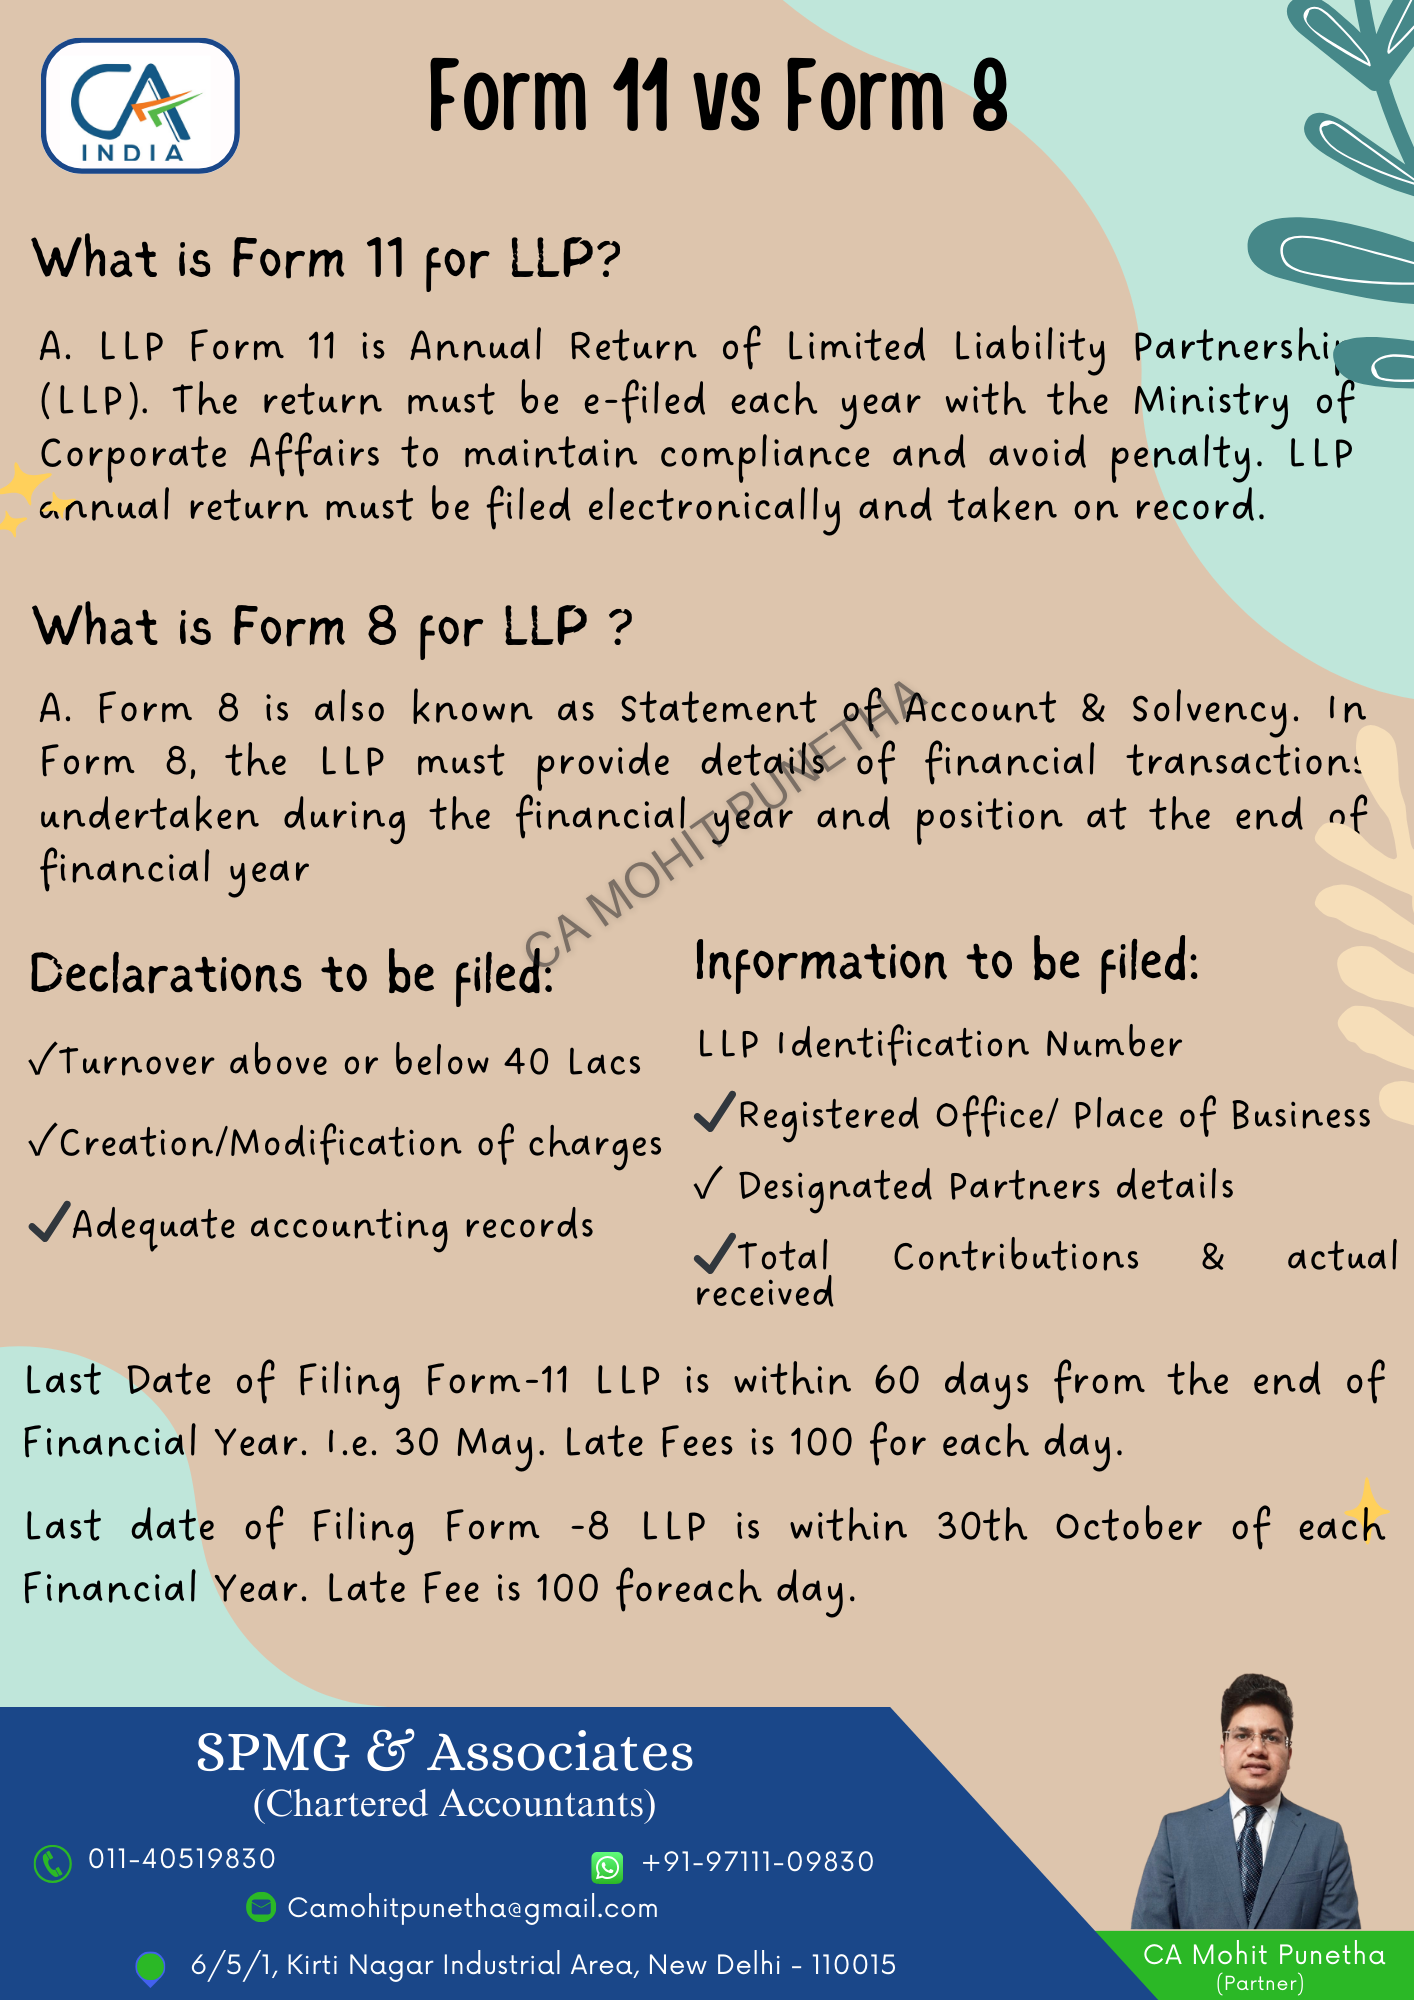 CA
INDIA
Form 11 vs Form 8
What is Form 11 for LLP?
A. LLP Form 11 is Annual Return of Limited Liability Partnership
(LLP). The return must be e-filed each year with the Ministry of
Corporate Affairs to maintain compliance and avoid penalty. LLP
annual return must be filed electronically and taken on record.
What is Form 8 for LLP ?
A. Form 8 is also known as Statement of Account & Solvency. In
Form 8, the LLP must provide details of financial transactions
undertaken during the financial year and position at the end of
financial year
CA MOHIT PUNETHA
Declarations to be filed:
✓Turnover above or below 40 Lacs
✓Creation/Modification of charges
✔Adequate accounting records
Information to be filed:
LLP Identification Number
✔Registered Office/ Place of Business
✓ Designated Partners details
✔Total Contributions & actual
received
Last Date of Filing Form-11 LLP is within 60 days from the end of
Financial Year. I.e. 30 May. Late Fees is 100 for each day.
Last date of Filing Form -8 LLP is within 30th October of each
Financial Year. Late Fee is 100 foreach day.
SPMG & Associates
(Chartered Accountants)
011-40519830
+91-97111-09830
Camohitpunetha@gmail.com
6/5/1, Kirti Nagar Industrial Area, New Delhi - 110015
CA Mohit Punetha
(Partner)